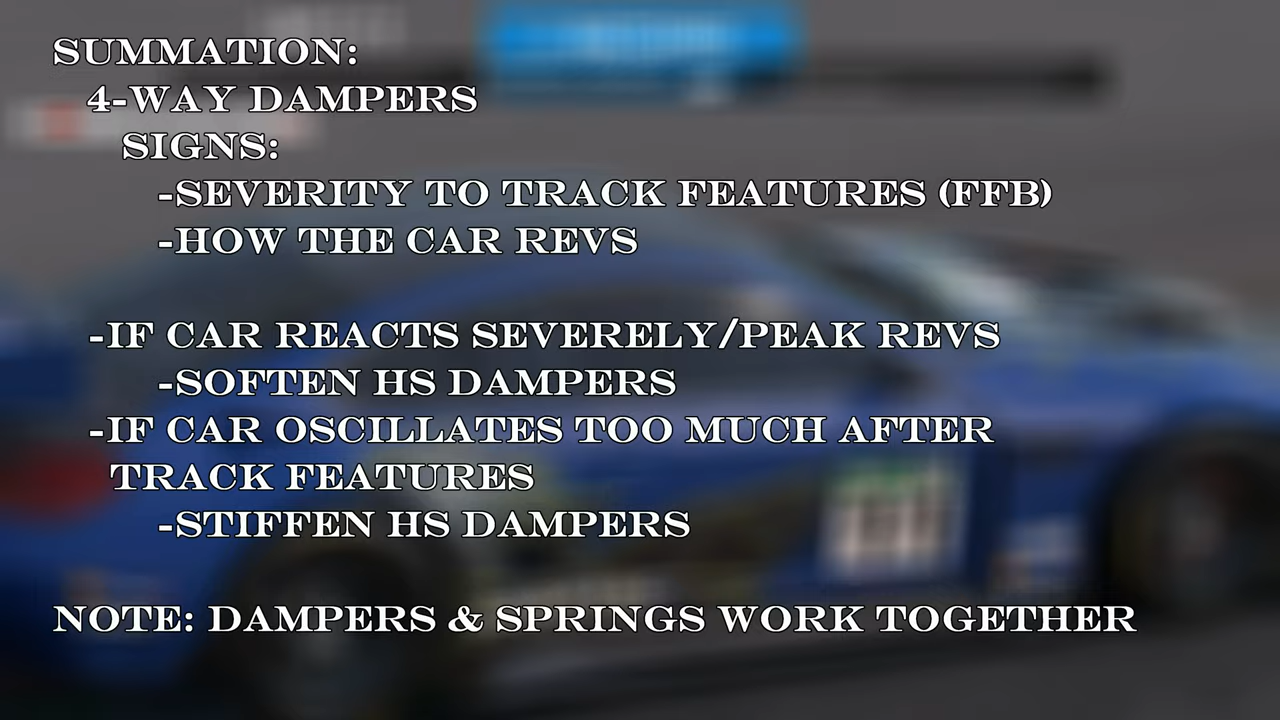 SUMMATION:
4-WAY DAMPERS
SIGNS:
-SEVERITY TO TRACK FEATURES (FFB)
-HOW THE CAR REVS
-IF CAR REACTS SEVERELY/PEAK REVS
-SOFTEN HS DAMPERS
-IF CAR OSCILLATES TOO MUCH AFTER
TRACK FEATURES
-STIFFEN HS DAMPERS
NOTE: DAMPERS & SPRINGS WORK TOGETHER